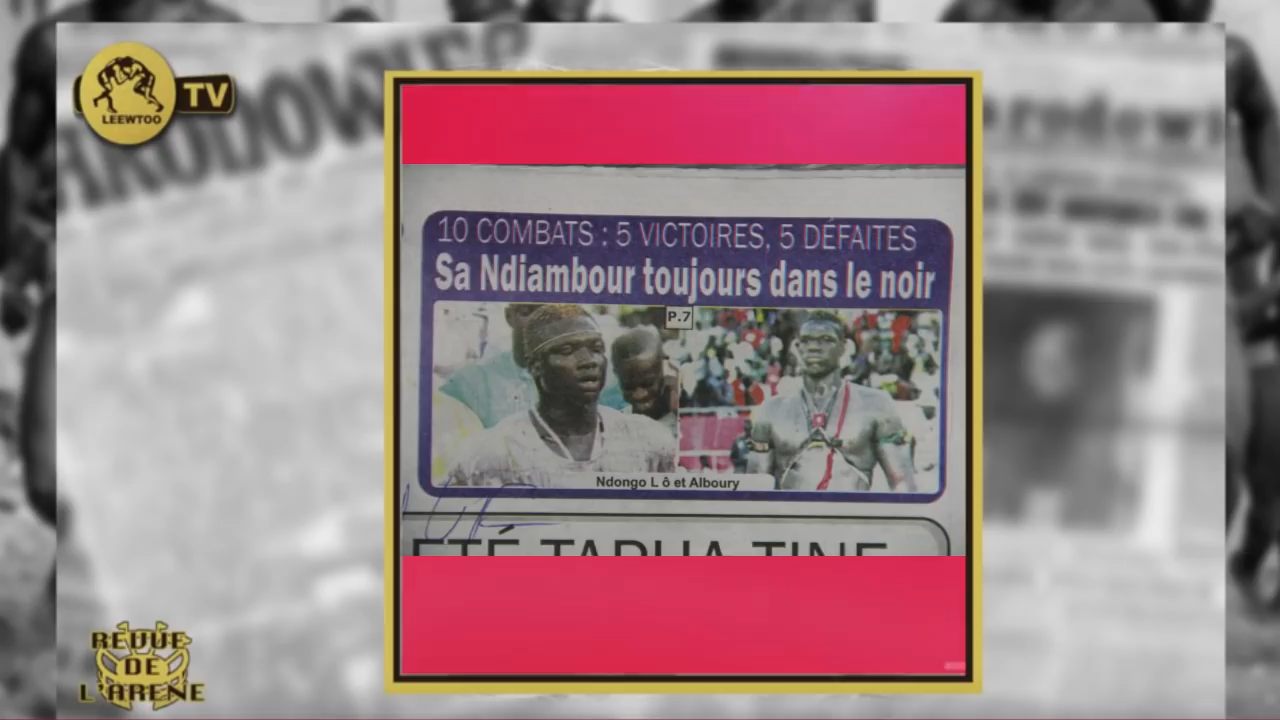 LEEWTOO
TV
10 COMBATS : 5 VICTOIRES, 5 DÉFAITES
Sa Ndiambour toujours dans le noir
P.7
Ndongo L ô et Alboury
REVUE
DE
L'ARENE